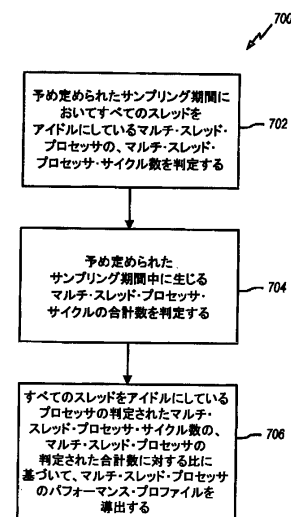 700
予め定められたサンプリング期間に
おいてすべてのスレッドを
アイドルにしているマルチ・スレッド・
プロセッサの、マルチ・スレッド・
プロセッサ・サイクル数を判定する
702
予め定められた
サンプリング期間中に生じる
マルチ・スレッド・プロセッサ・
サイクルの合計数を判定する
704
すべてのスレッドをアイドルにしている
プロセッサの判定されたマルチ・
スレッド・プロセッサ・サイクル数の、
マルチ・スレッド・プロセッサの
判定された合計数に対する比に
基づいて、マルチ・スレッド・プロセッサ
のパフォーマンス・プロファイルを
導出する
706